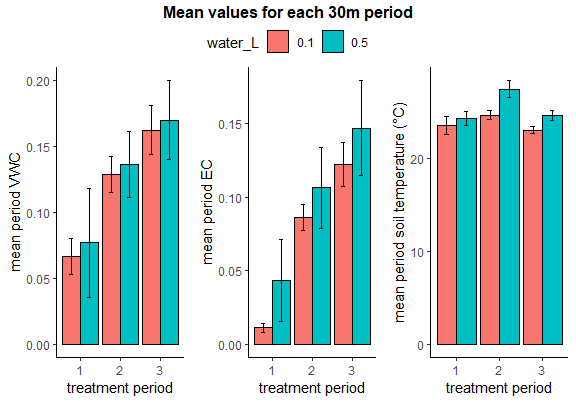 Mean values for each 30m period
water_L 0.1 0.5
mean period VWC
0.20
0.15
0.10
0.05
0.00
1 2 3
treatment period
mean period EC
0.15
0.10
0.05
0.00
1 2 3
treatment period
mean period soil temperature (°C)
20
10
0
1 2 3
treatment period